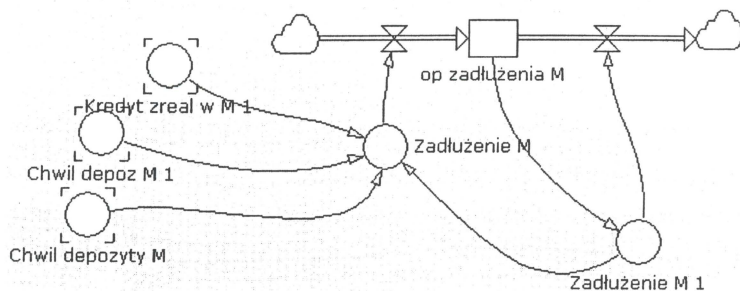 op zadłużenia M
Kredyt zreal w M 1
Zadłużenie M
Chwil depoz M 1
Chwil depozyty M
Zadłużenie M 1